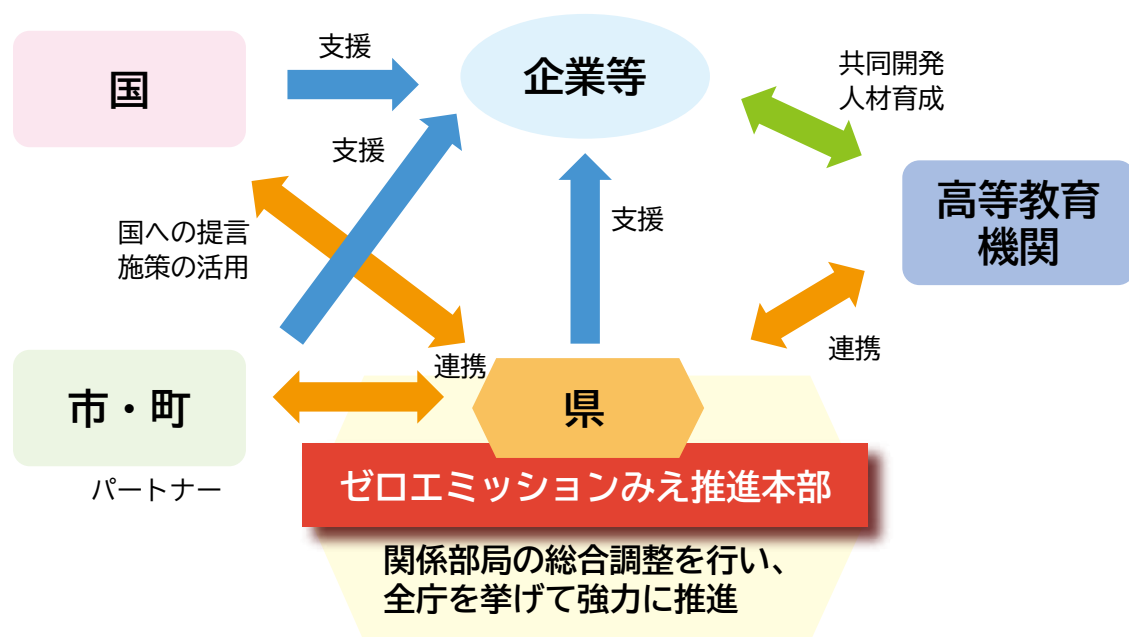 国
支援
企業等
共同開発
人材育成
支援
高等教育
機関
国への提言
施策の活用
支援
連携
連携
市・町
県
パートナー
ゼロエミッションみえ推進本部
関係部局の総合調整を行い、
全庁を挙げて強力に推進